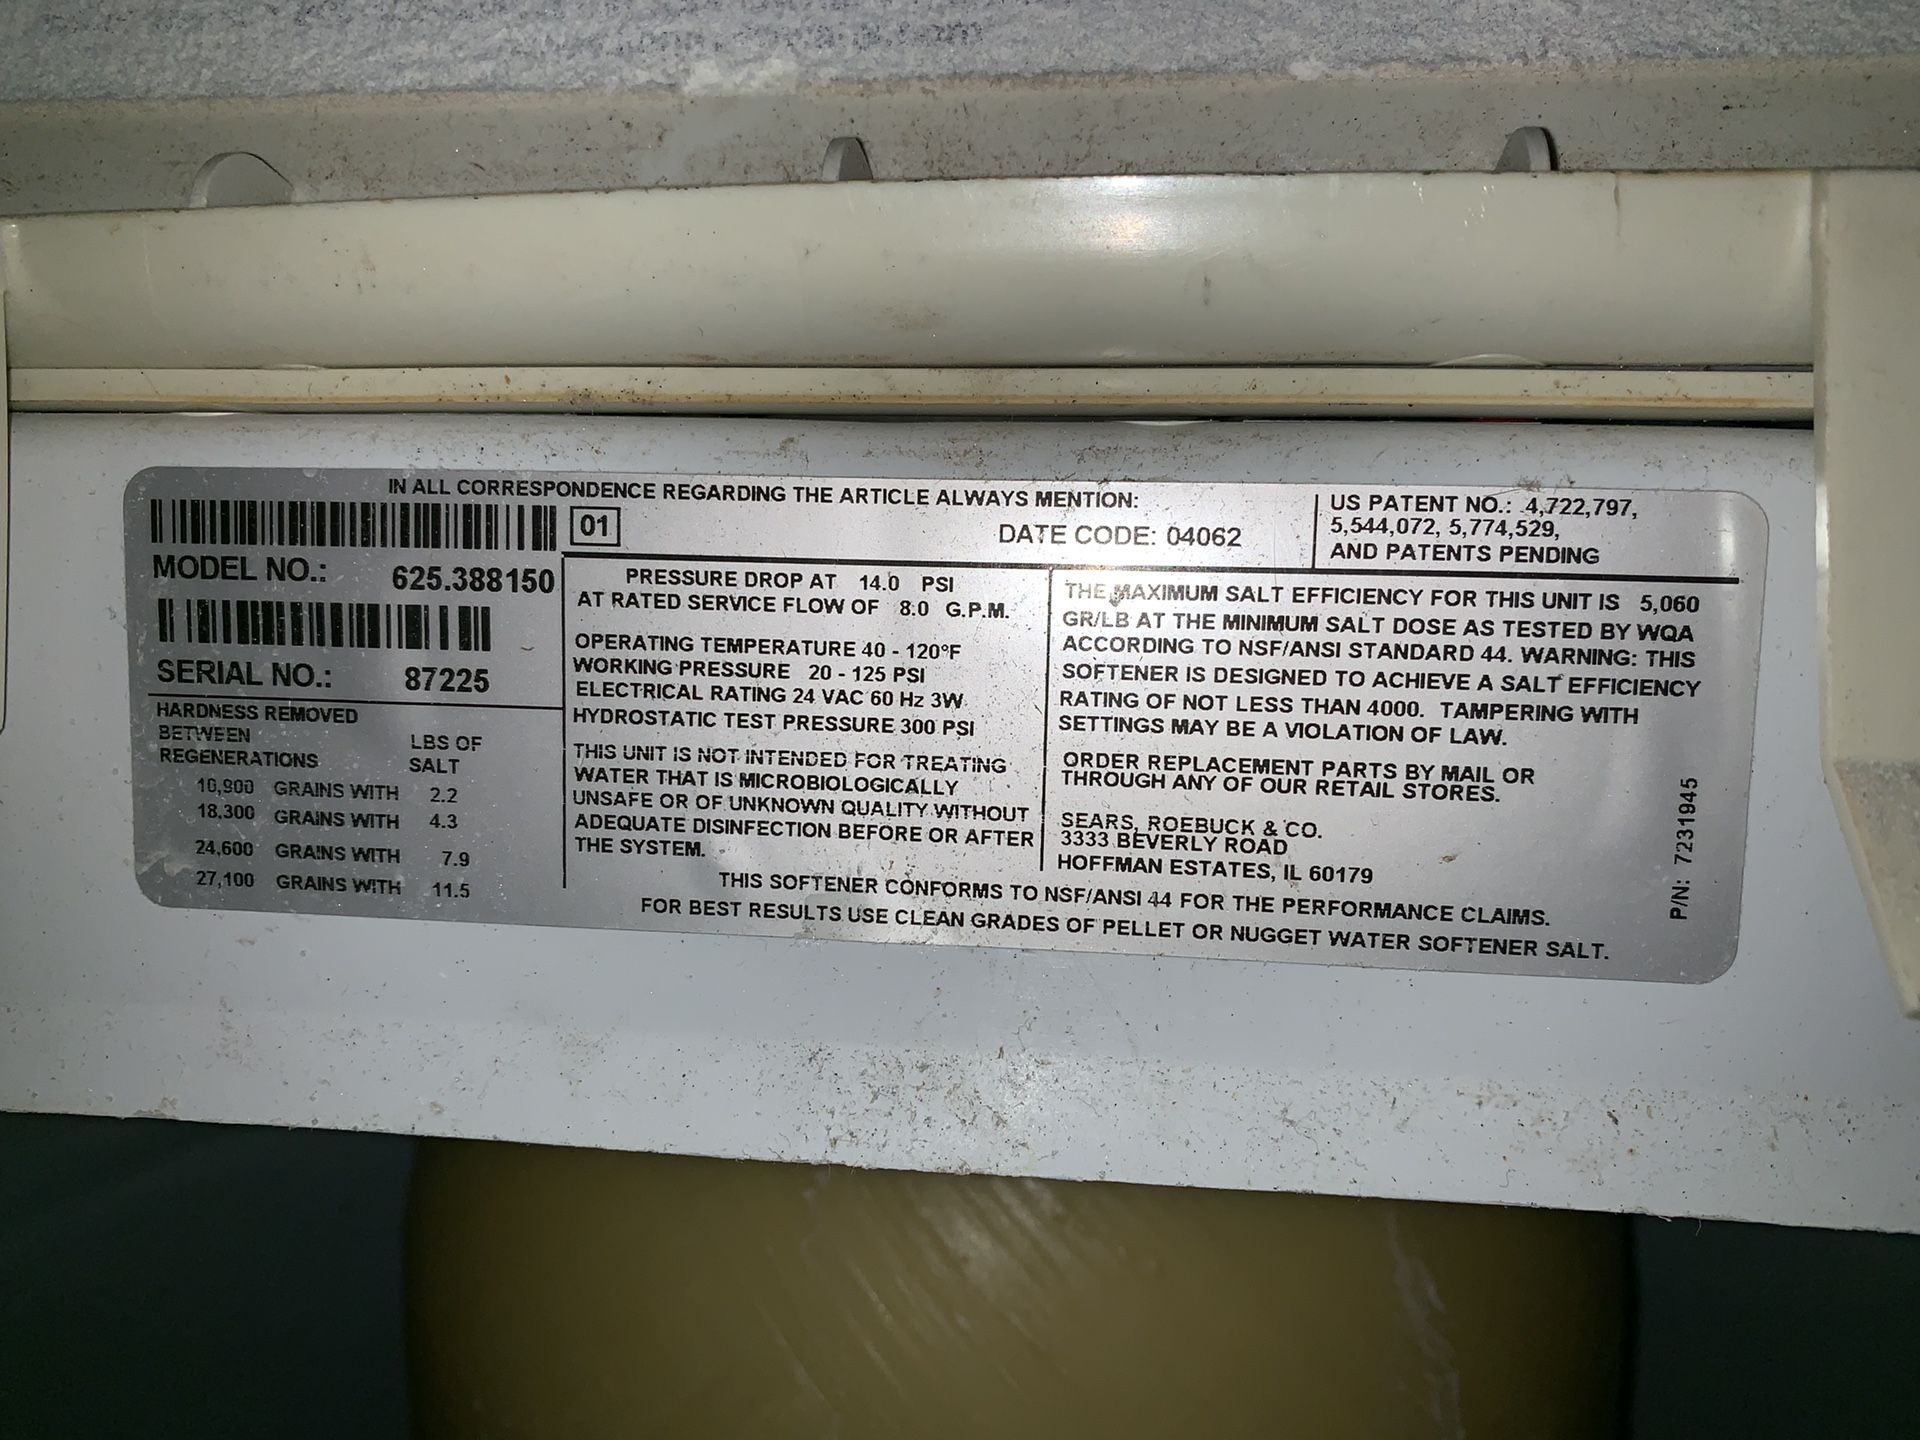 IN ALL CORRESPONDENCE REGARDING THE ARTICLE ALWAYS MENTION:
01
DATE CODE: 04062
MODEL NO.: 625.388150
SERIAL NO.: 87225
HARDNESS REMOVED
BETWEEN
REGENERATIONS
LBS OF
SALT
10,900 GRAINS WITH 2.2
18,300 GRAINS WITH 4.3
24,600 GRAINS WITH 7.9
27,100 GRAINS WITH 11.5
PRESSURE DROP AT 14.0 PSI
AT RATED SERVICE FLOW OF 8.0 G.P.M.
OPERATING TEMPERATURE 40 - 120°F
WORKING PRESSURE 20 - 125 PSI
ELECTRICAL RATING 24 VAC 60 Hz 3W
HYDROSTATIC TEST PRESSURE 300 PSI
THIS UNIT IS NOT INTENDED FOR TREATING
WATER THAT IS MICROBIOLOGICALLY
UNSAFE OR OF UNKNOWN QUALITY WITHOUT
ADEQUATE DISINFECTION BEFORE OR AFTER
THE SYSTEM.
US PATENT NO.: 4,722,797,
5,544,072, 5,774,529,
AND PATENTS PENDING
THE MAXIMUM SALT EFFICIENCY FOR THIS UNIT IS 5,060
GR/LB AT THE MINIMUM SALT DOSE AS TESTED BY WQA
ACCORDING TO NSF/ANSI STANDARD 44. WARNING: THIS
SOFTENER IS DESIGNED TO ACHIEVE A SALT EFFICIENCY
RATING OF NOT LESS THAN 4000. TAMPERING WITH
SETTINGS MAY BE A VIOLATION OF LAW.
ORDER REPLACEMENT PARTS BY MAIL OR
THROUGH ANY OF OUR RETAIL STORES.
SEARS, ROEBUCK & CO.
3333 BEVERLY ROAD
HOFFMAN ESTATES, IL 60179
P/N: 7231945
THIS SOFTENER CONFORMS TO NSF/ANSI 44 FOR THE PERFORMANCE CLAIMS.
FOR BEST RESULTS USE CLEAN GRADES OF PELLET OR NUGGET WATER SOFTENER SALT.